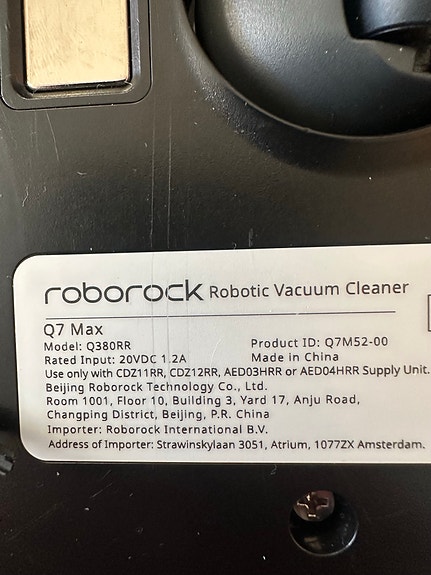 roborock Robotic Vacuum Cleaner
Q7 Max
Model: Q380RR Product ID: Q7M52-00
Rated Input: 20VDC 1.2A Made in China
Use only with CDZ11RR, CDZ12RR, AED03HRR or AED04HRR Supply Unit.
Beijing Roborock Technology Co., Ltd.
Room 1001, Floor 10, Building 3, Yard 17, Anju Road,
Changping District, Beijing, P.R. China
Importer: Roborock International B.V.
Address of Importer: Strawinskylaan 3051, Atrium, 1077ZX Amsterdam.